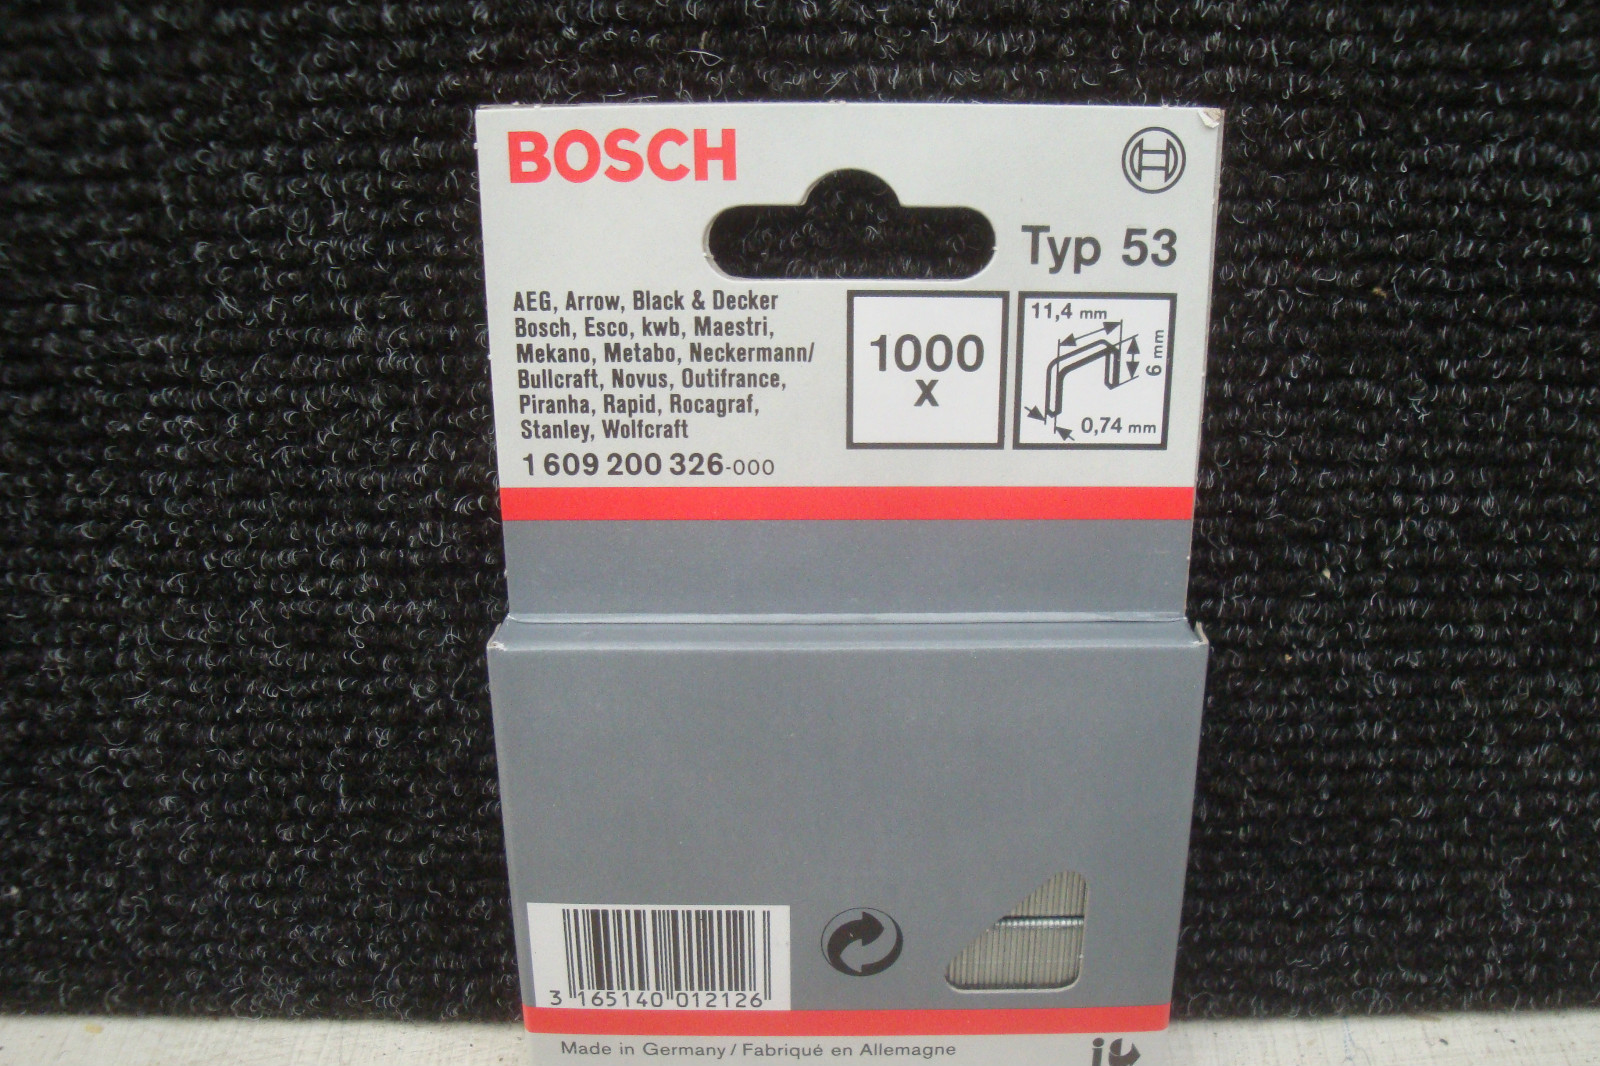 BOSCH
Typ 53
AEG, Arrow, Black & Decker
Bosch, Esco, kwb, Maestri,
Mekano, Metabo, Neckermann/
Bullcraft, Novus, Outifrance,
Piranha, Rapid, Rocagraf,
Stanley, Wolfcraft
1 609 200 326-000
1000
x
11,4 mm
6 mm
0,74 mm
3 165140 012126
Made in Germany / Fabriqué en Allemagne